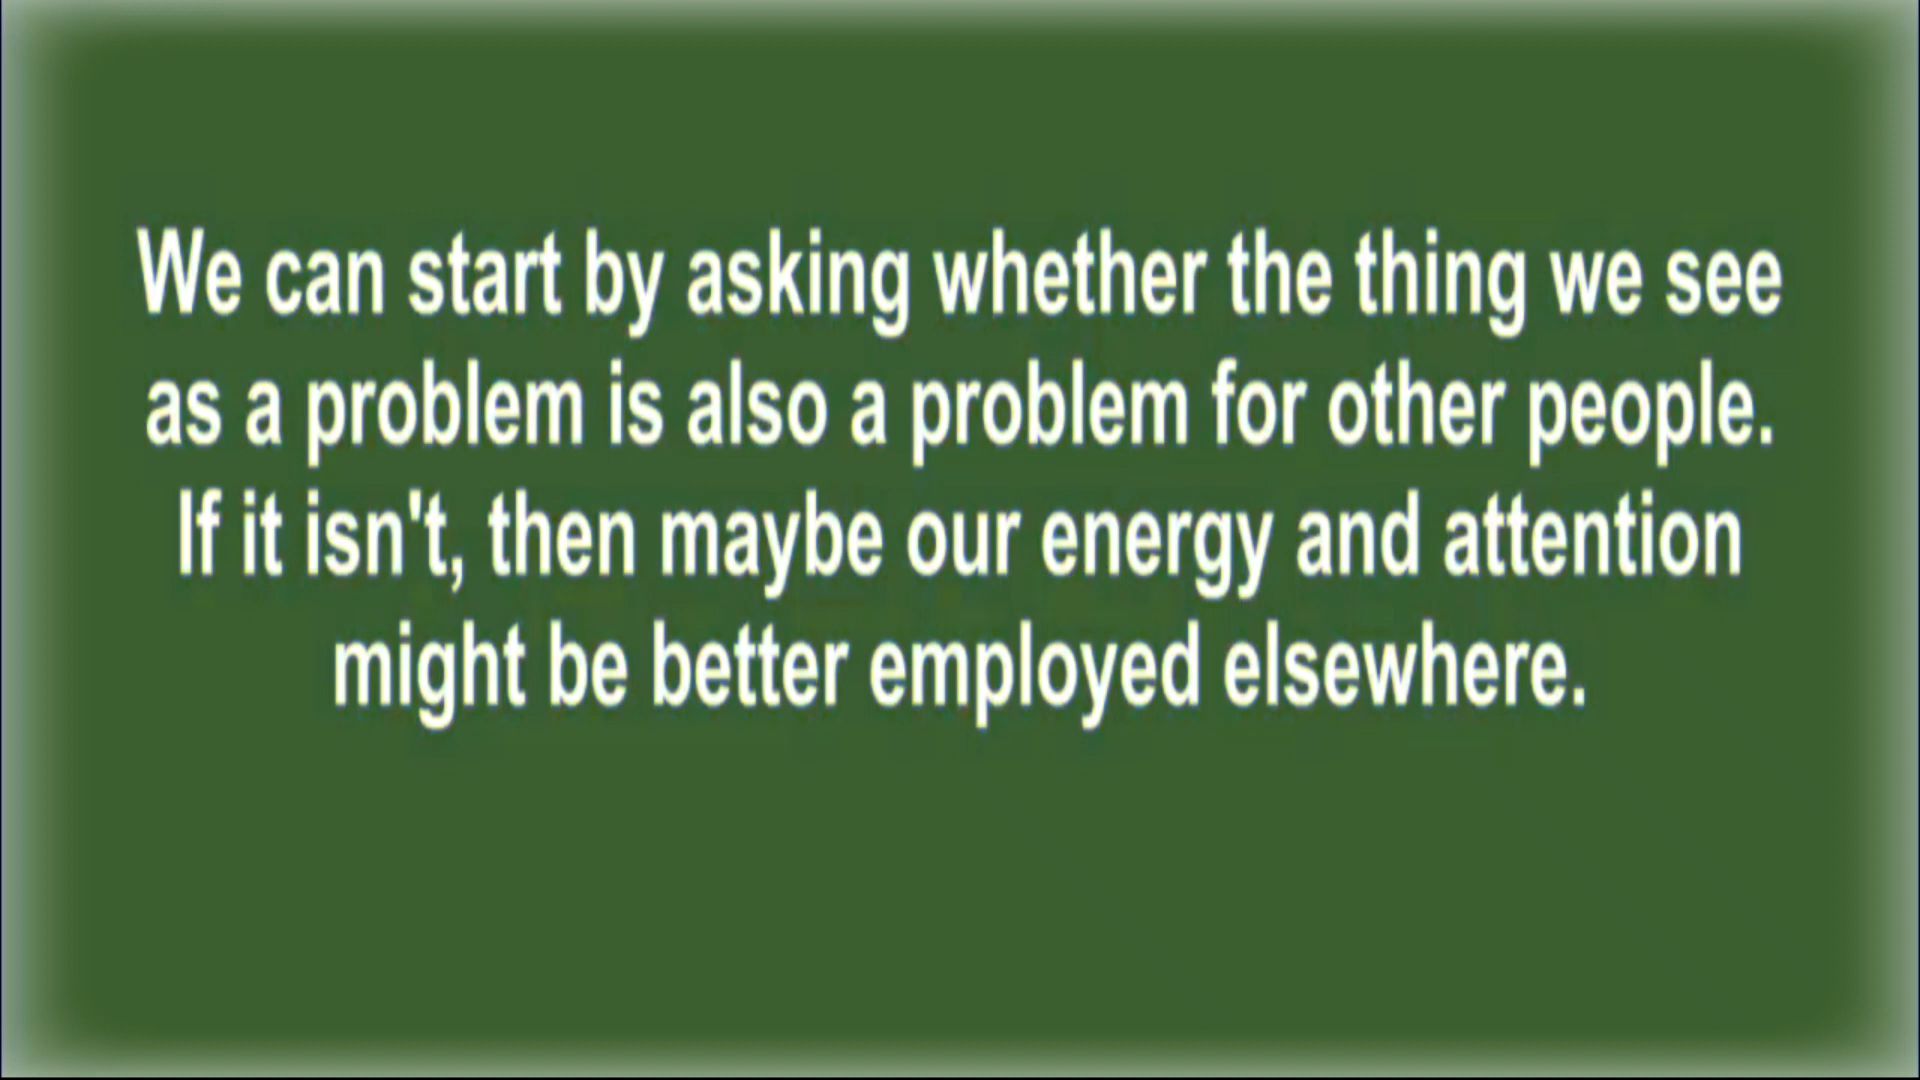 We can start by asking whether the thing we see
as a problem is also a problem for other people.
If it isn't, then maybe our energy and attention
might be better employed elsewhere.